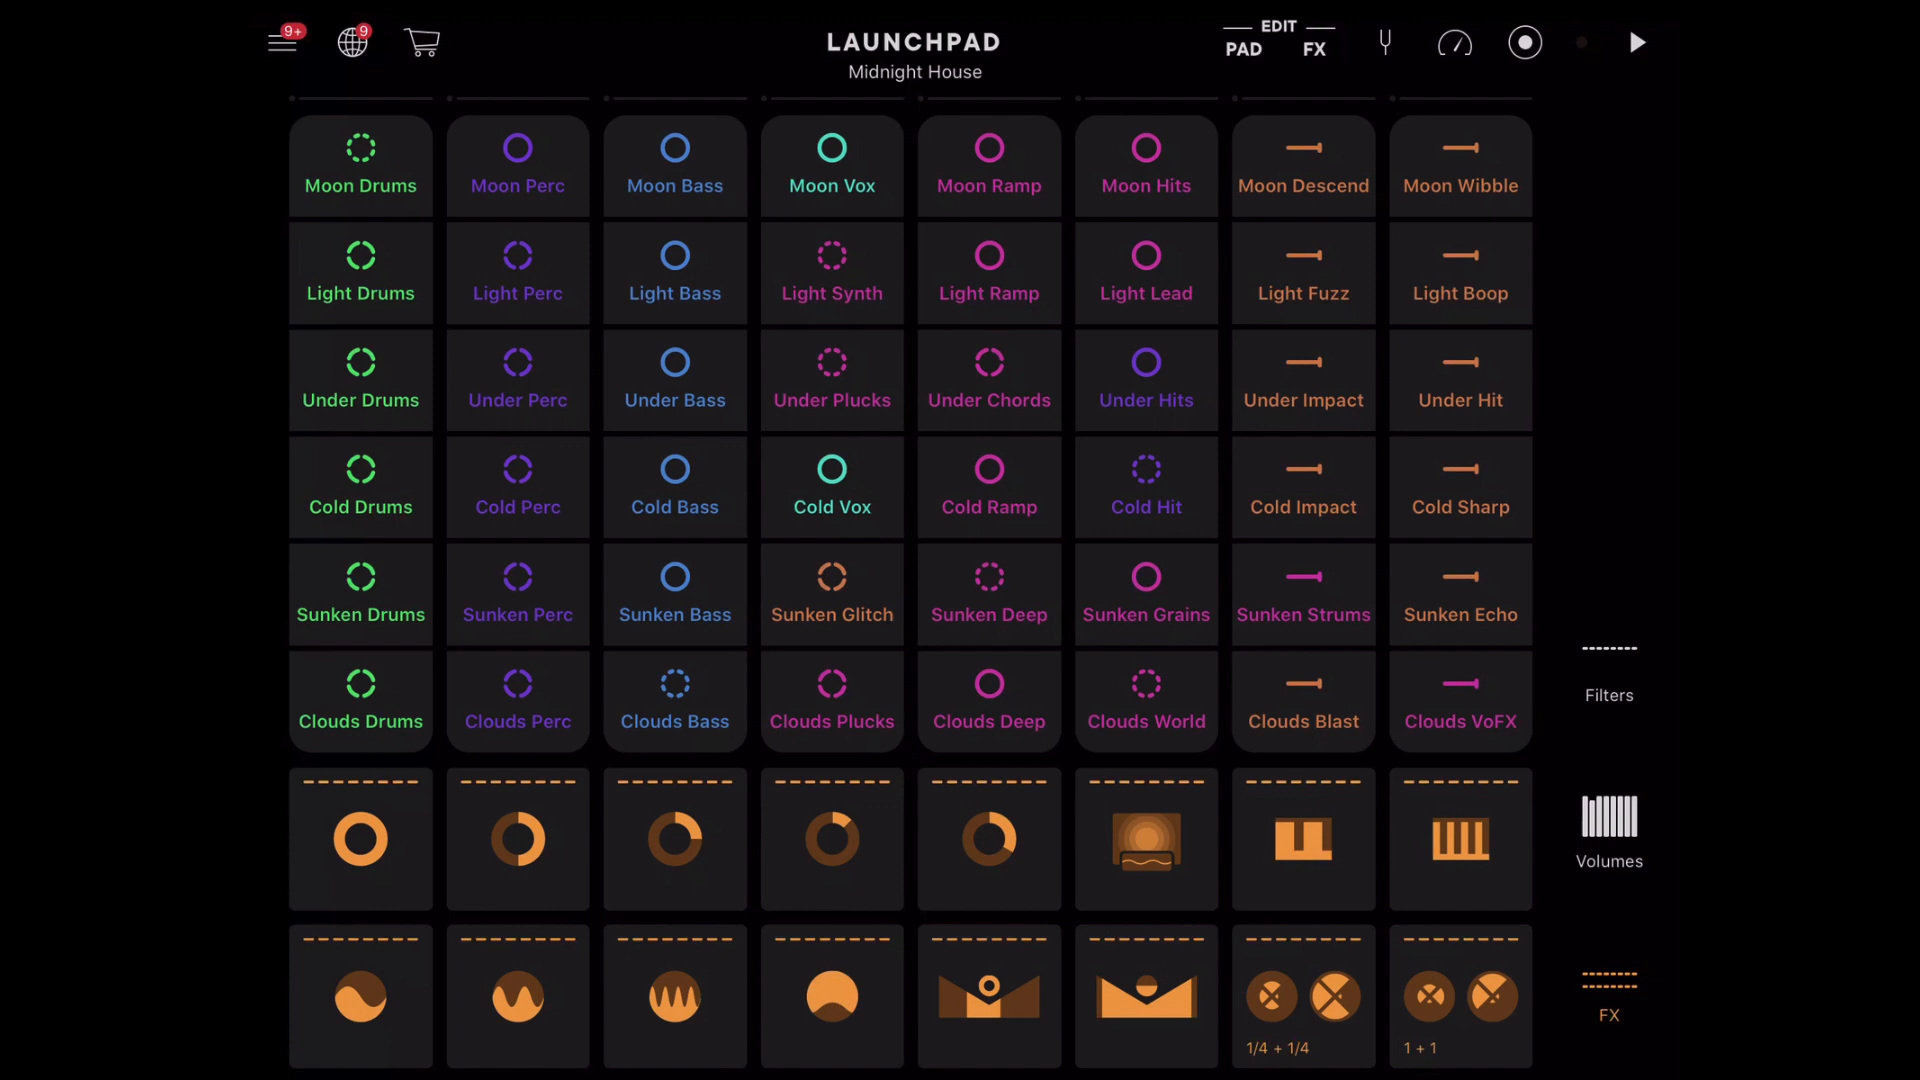 9+
9
LAUNCHPAD
Midnight House
EDIT
PAD FX
Moon Drums
Moon Perc
Moon Bass
Moon Vox
Moon Ramp
Moon Hits
Moon Descend
Moon Wibble
Light Drums
Light Perc
Light Bass
Light Synth
Light Ramp
Light Lead
Light Fuzz
Light Boop
Under Drums
Under Perc
Under Bass
Under Plucks
Under Chords
Under Hits
Under Impact
Under Hit
Cold Drums
Cold Perc
Cold Bass
Cold Vox
Cold Ramp
Cold Hit
Cold Impact
Cold Sharp
Sunken Drums
Sunken Perc
Sunken Bass
Sunken Glitch
Sunken Deep
Sunken Grains
Sunken Strums
Sunken Echo
Clouds Drums
Clouds Perc
Clouds Bass
Clouds Plucks
Clouds Deep
Clouds World
Clouds Blast
Clouds VoFX
Filters
Volumes
1/4 + 1/4
1 + 1
FX